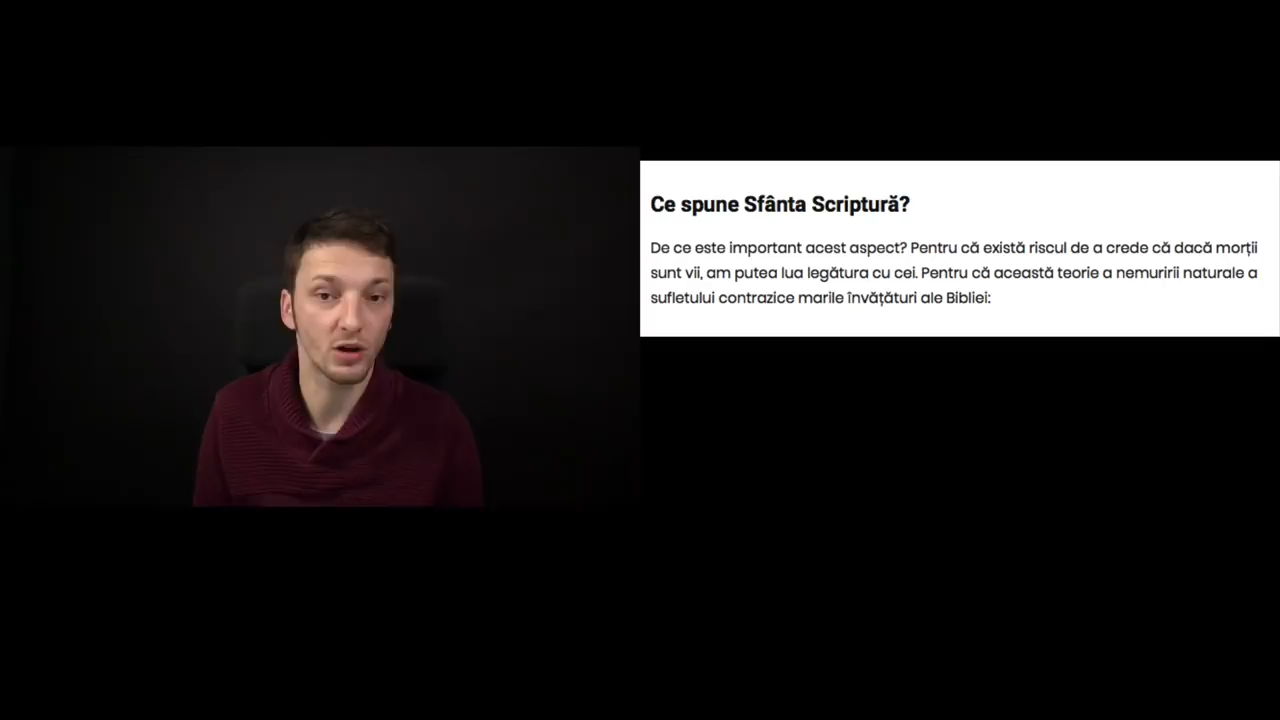 Ce spune Sfânta Scriptură?
De ce este important acest aspect? Pentru că există riscul de a crede că dacă morții
sunt vii, am putea lua legătura cu cei. Pentru că această teorie a nemuririi naturale a
sufletului contrazice marile învățături ale Bibliei: